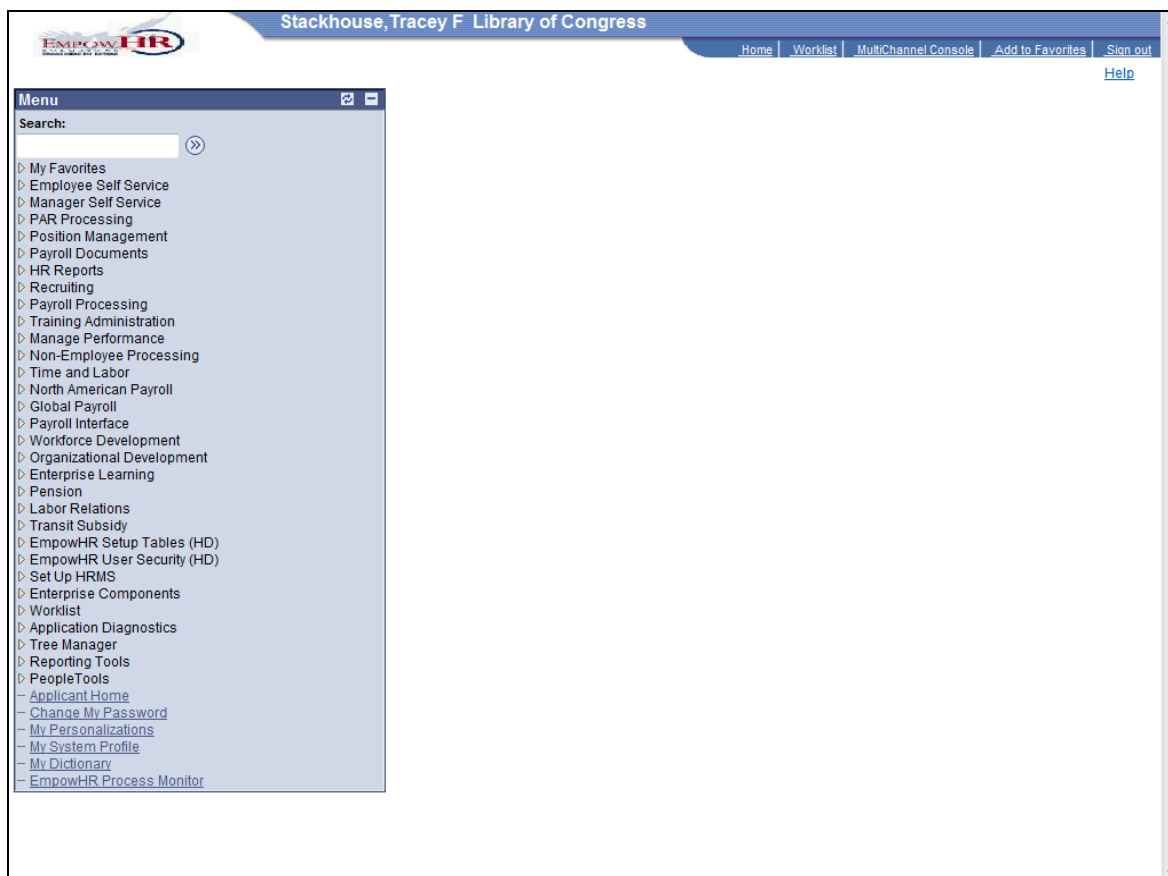 Stackhouse,Tracey F Library of Congress
EMPOWHR
Home Worklist MultiChannel Console Add to Favorites Sign out
Help
Menu
Search:
My Favorites
Employee Self Service
Manager Self Service
PAR Processing
Position Management
Payroll Documents
HR Reports
Recruiting
Payroll Processing
Training Administration
Manage Performance
Non-Employee Processing
Time and Labor
North American Payroll
Global Payroll
Payroll Interface
Workforce Development
Organizational Development
Enterprise Learning
Pension
Labor Relations
Transit Subsidy
EmpowHR Setup Tables (HD)
EmpowHR User Security (HD)
Set Up HRMS
Enterprise Components
Worklist
Application Diagnostics
Tree Manager
Reporting Tools
PeopleTools
Applicant Home
Change My Password
My Personalizations
My System Profile
My Dictionary
EmpowHR Process Monitor